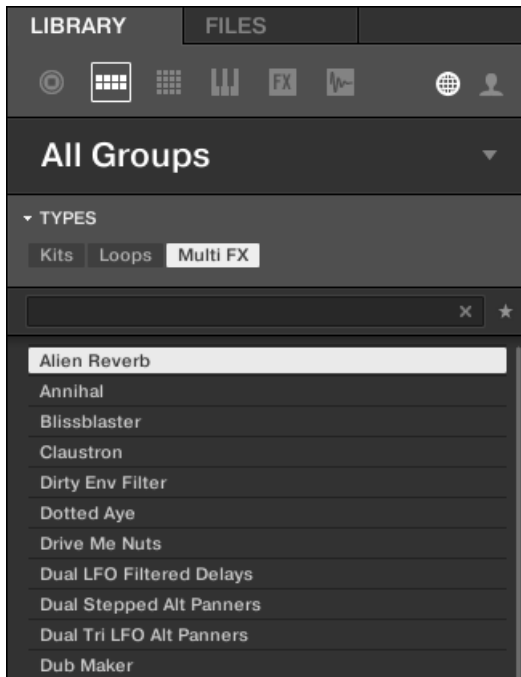 LIBRARY FILES
FX
All Groups
TYPES
Kits Loops Multi FX
Alien Reverb
Annihal
Blissblaster
Claustron
Dirty Env Filter
Dotted Aye
Drive Me Nuts
Dual LFO Filtered Delays
Dual Stepped Alt Panners
Dual Tri LFO Alt Panners
Dub Maker